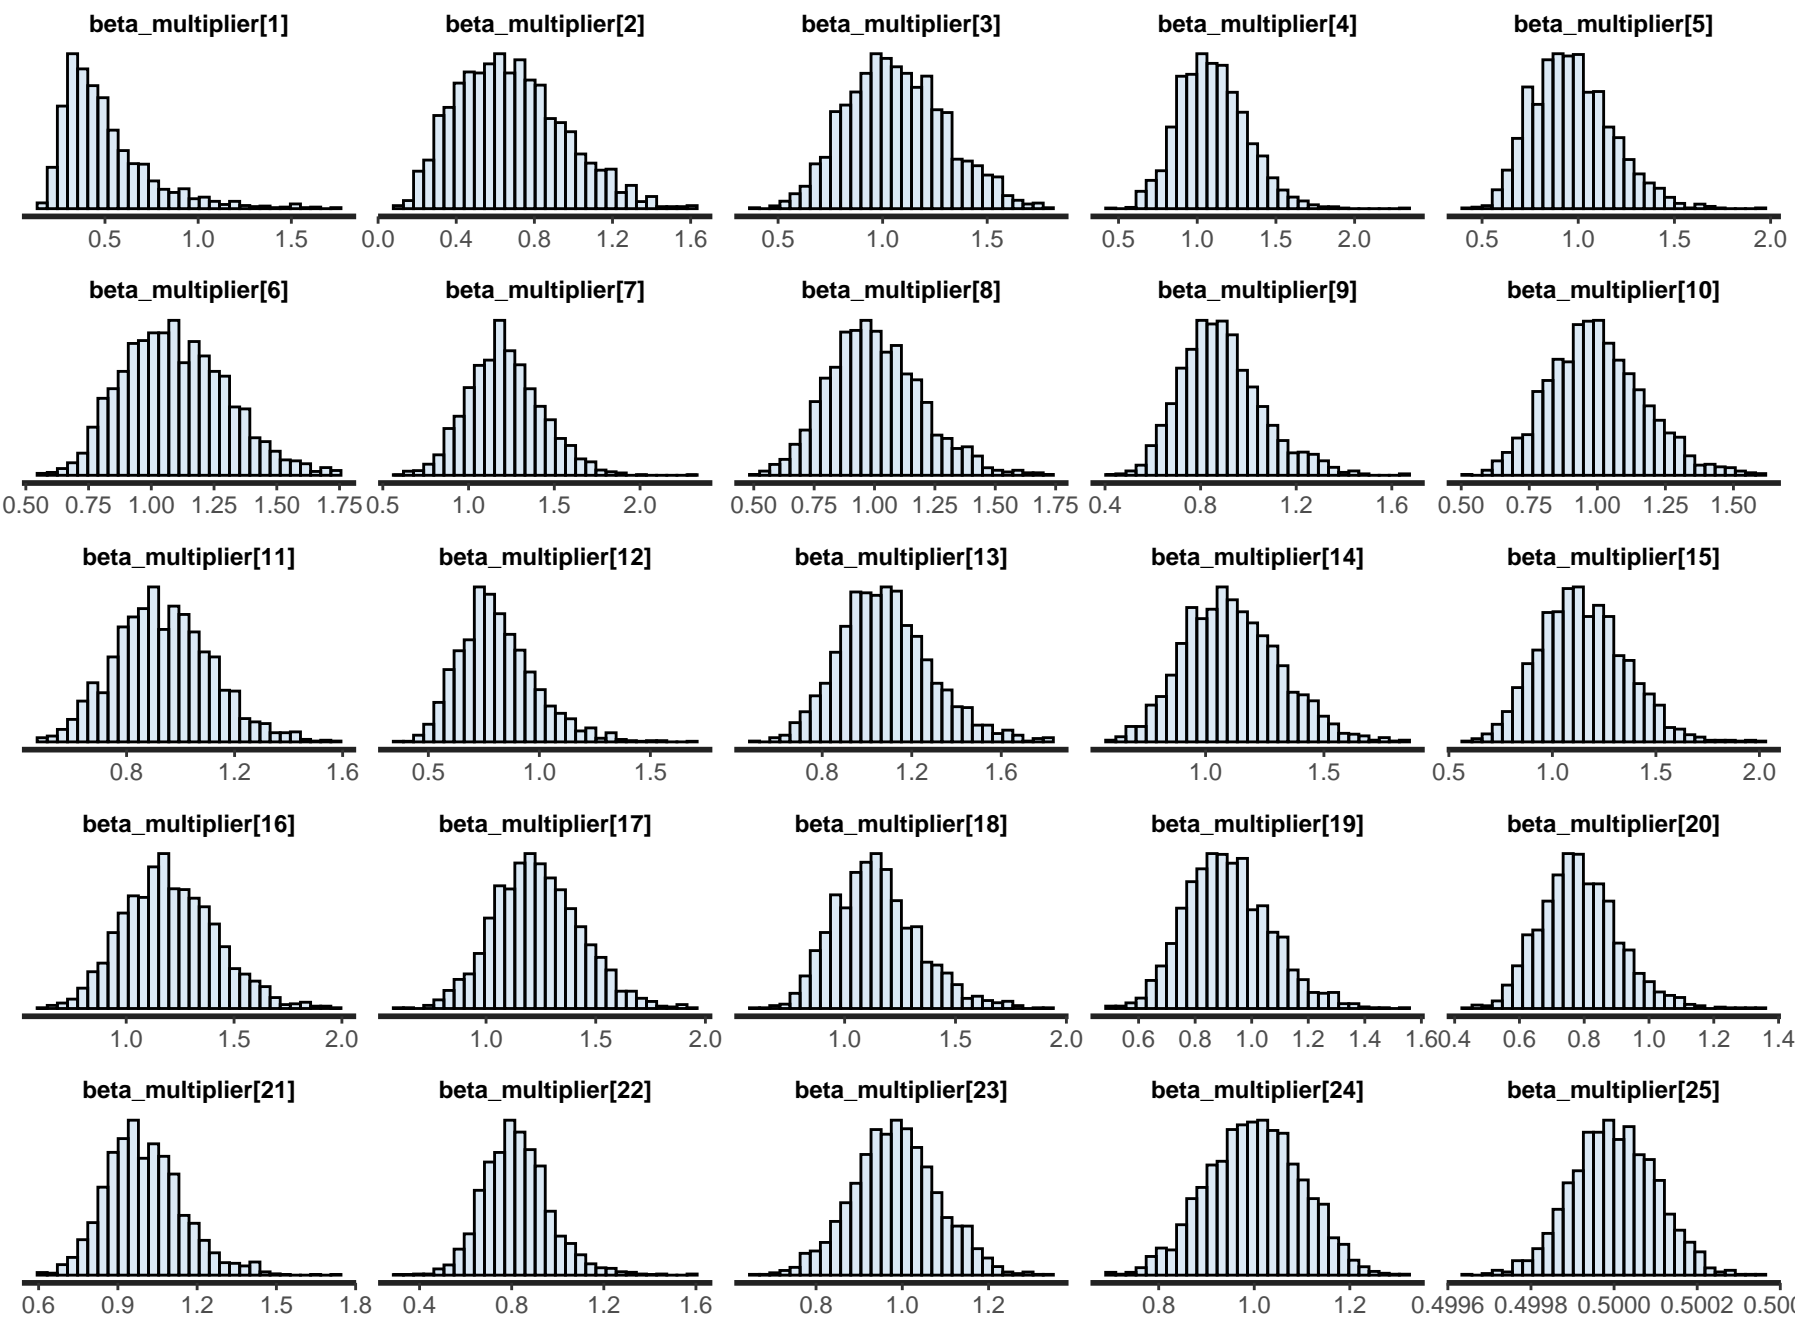 beta_multiplier[1] beta_multiplier[2] beta_multiplier[3] beta_multiplier[4] beta_multiplier[5]
0.5 1.0 1.5 0.0 0.4 0.8 1.2 1.6 0.5 1.0 1.5 0.5 1.0 1.5 2.0 0.5 1.0 1.5 2.0
beta_multiplier[6] beta_multiplier[7] beta_multiplier[8] beta_multiplier[9] beta_multiplier[10]
0.50 0.75 1.00 1.25 1.50 1.75 0.5 1.0 1.5 2.0 0.50 0.75 1.00 1.25 1.50 1.75 0.4 0.8 1.2 1.6 0.50 0.75 1.00 1.25 1.50
beta_multiplier[11] beta_multiplier[12] beta_multiplier[13] beta_multiplier[14] beta_multiplier[15]
0.8 1.2 1.6 0.5 1.0 1.5 0.8 1.2 1.6 1.0 1.5 0.5 1.0 1.5 2.0
beta_multiplier[16] beta_multiplier[17] beta_multiplier[18] beta_multiplier[19] beta_multiplier[20]
1.0 1.5 2.0 1.0 1.5 2.0 1.0 1.5 2.0 0.6 0.8 1.0 1.2 1.4 1.6 0.4 0.6 0.8 1.0 1.2 1.4
beta_multiplier[21] beta_multiplier[22] beta_multiplier[23] beta_multiplier[24] beta_multiplier[25]
0.6 0.9 1.2 1.5 1.8 0.4 0.8 1.2 1.6 0.8 1.0 1.2 0.8 1.0 1.2 0.4996 0.4998 0.5000 0.5002